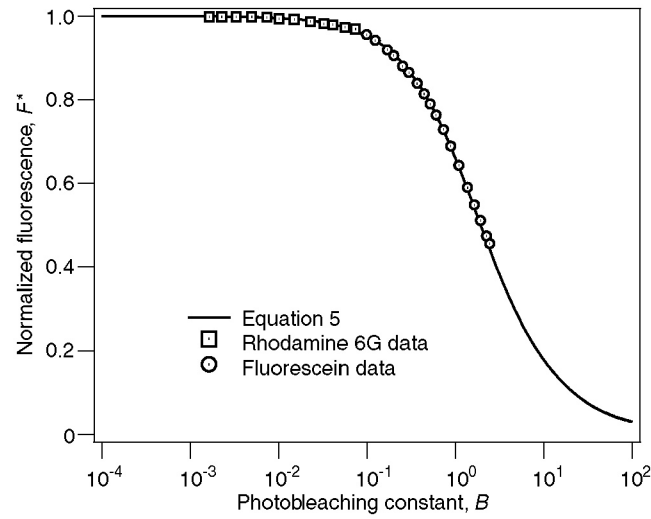 Normalized fluorescence, F*
1.0
0.8
0.6
0.4
0.2
0
Equation 5
Rhodamine 6G data
Fluorescein data
10⁻⁴ 10⁻³ 10⁻² 10⁻¹ 10⁰ 10¹ 10²
Photobleaching constant, B